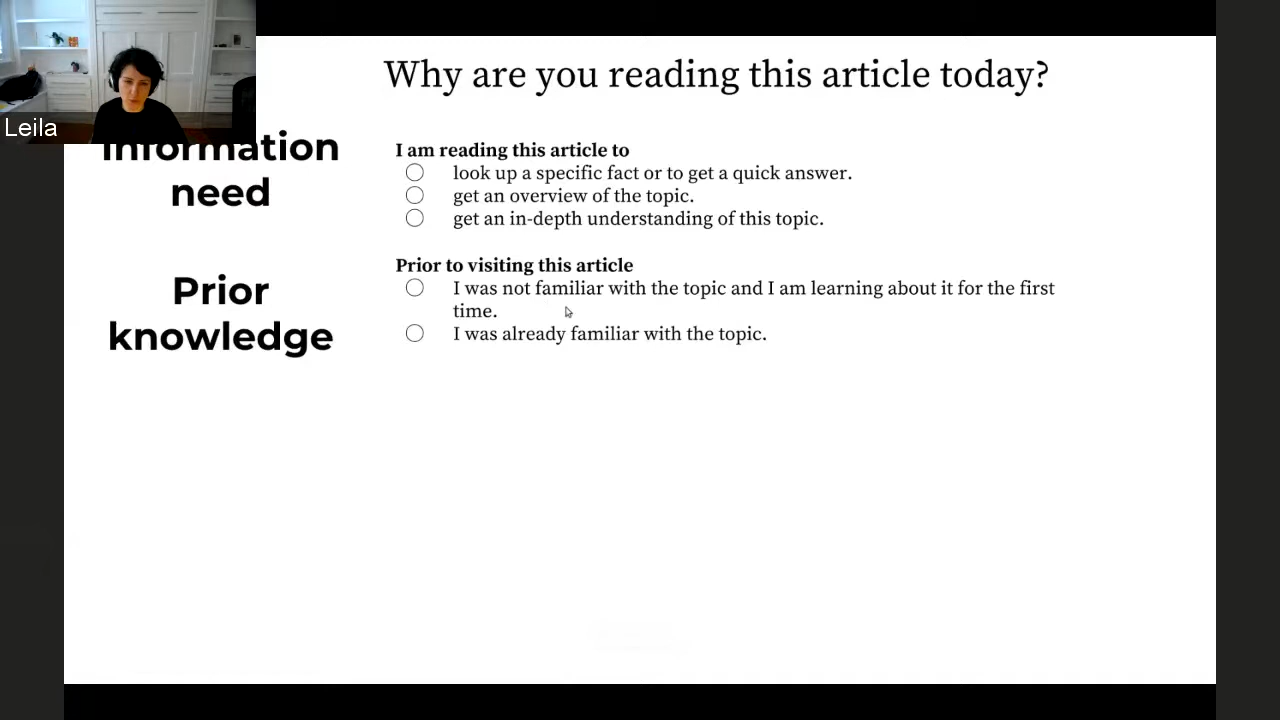 Why are you reading this article today?
Leila
Information
need
I am reading this article to
look up a specific fact or to get a quick answer.
get an overview of the topic.
get an in-depth understanding of this topic.
Prior
knowledge
Prior to visiting this article
I was not familiar with the topic and I am learning about it for the first
time.
I was already familiar with the topic.